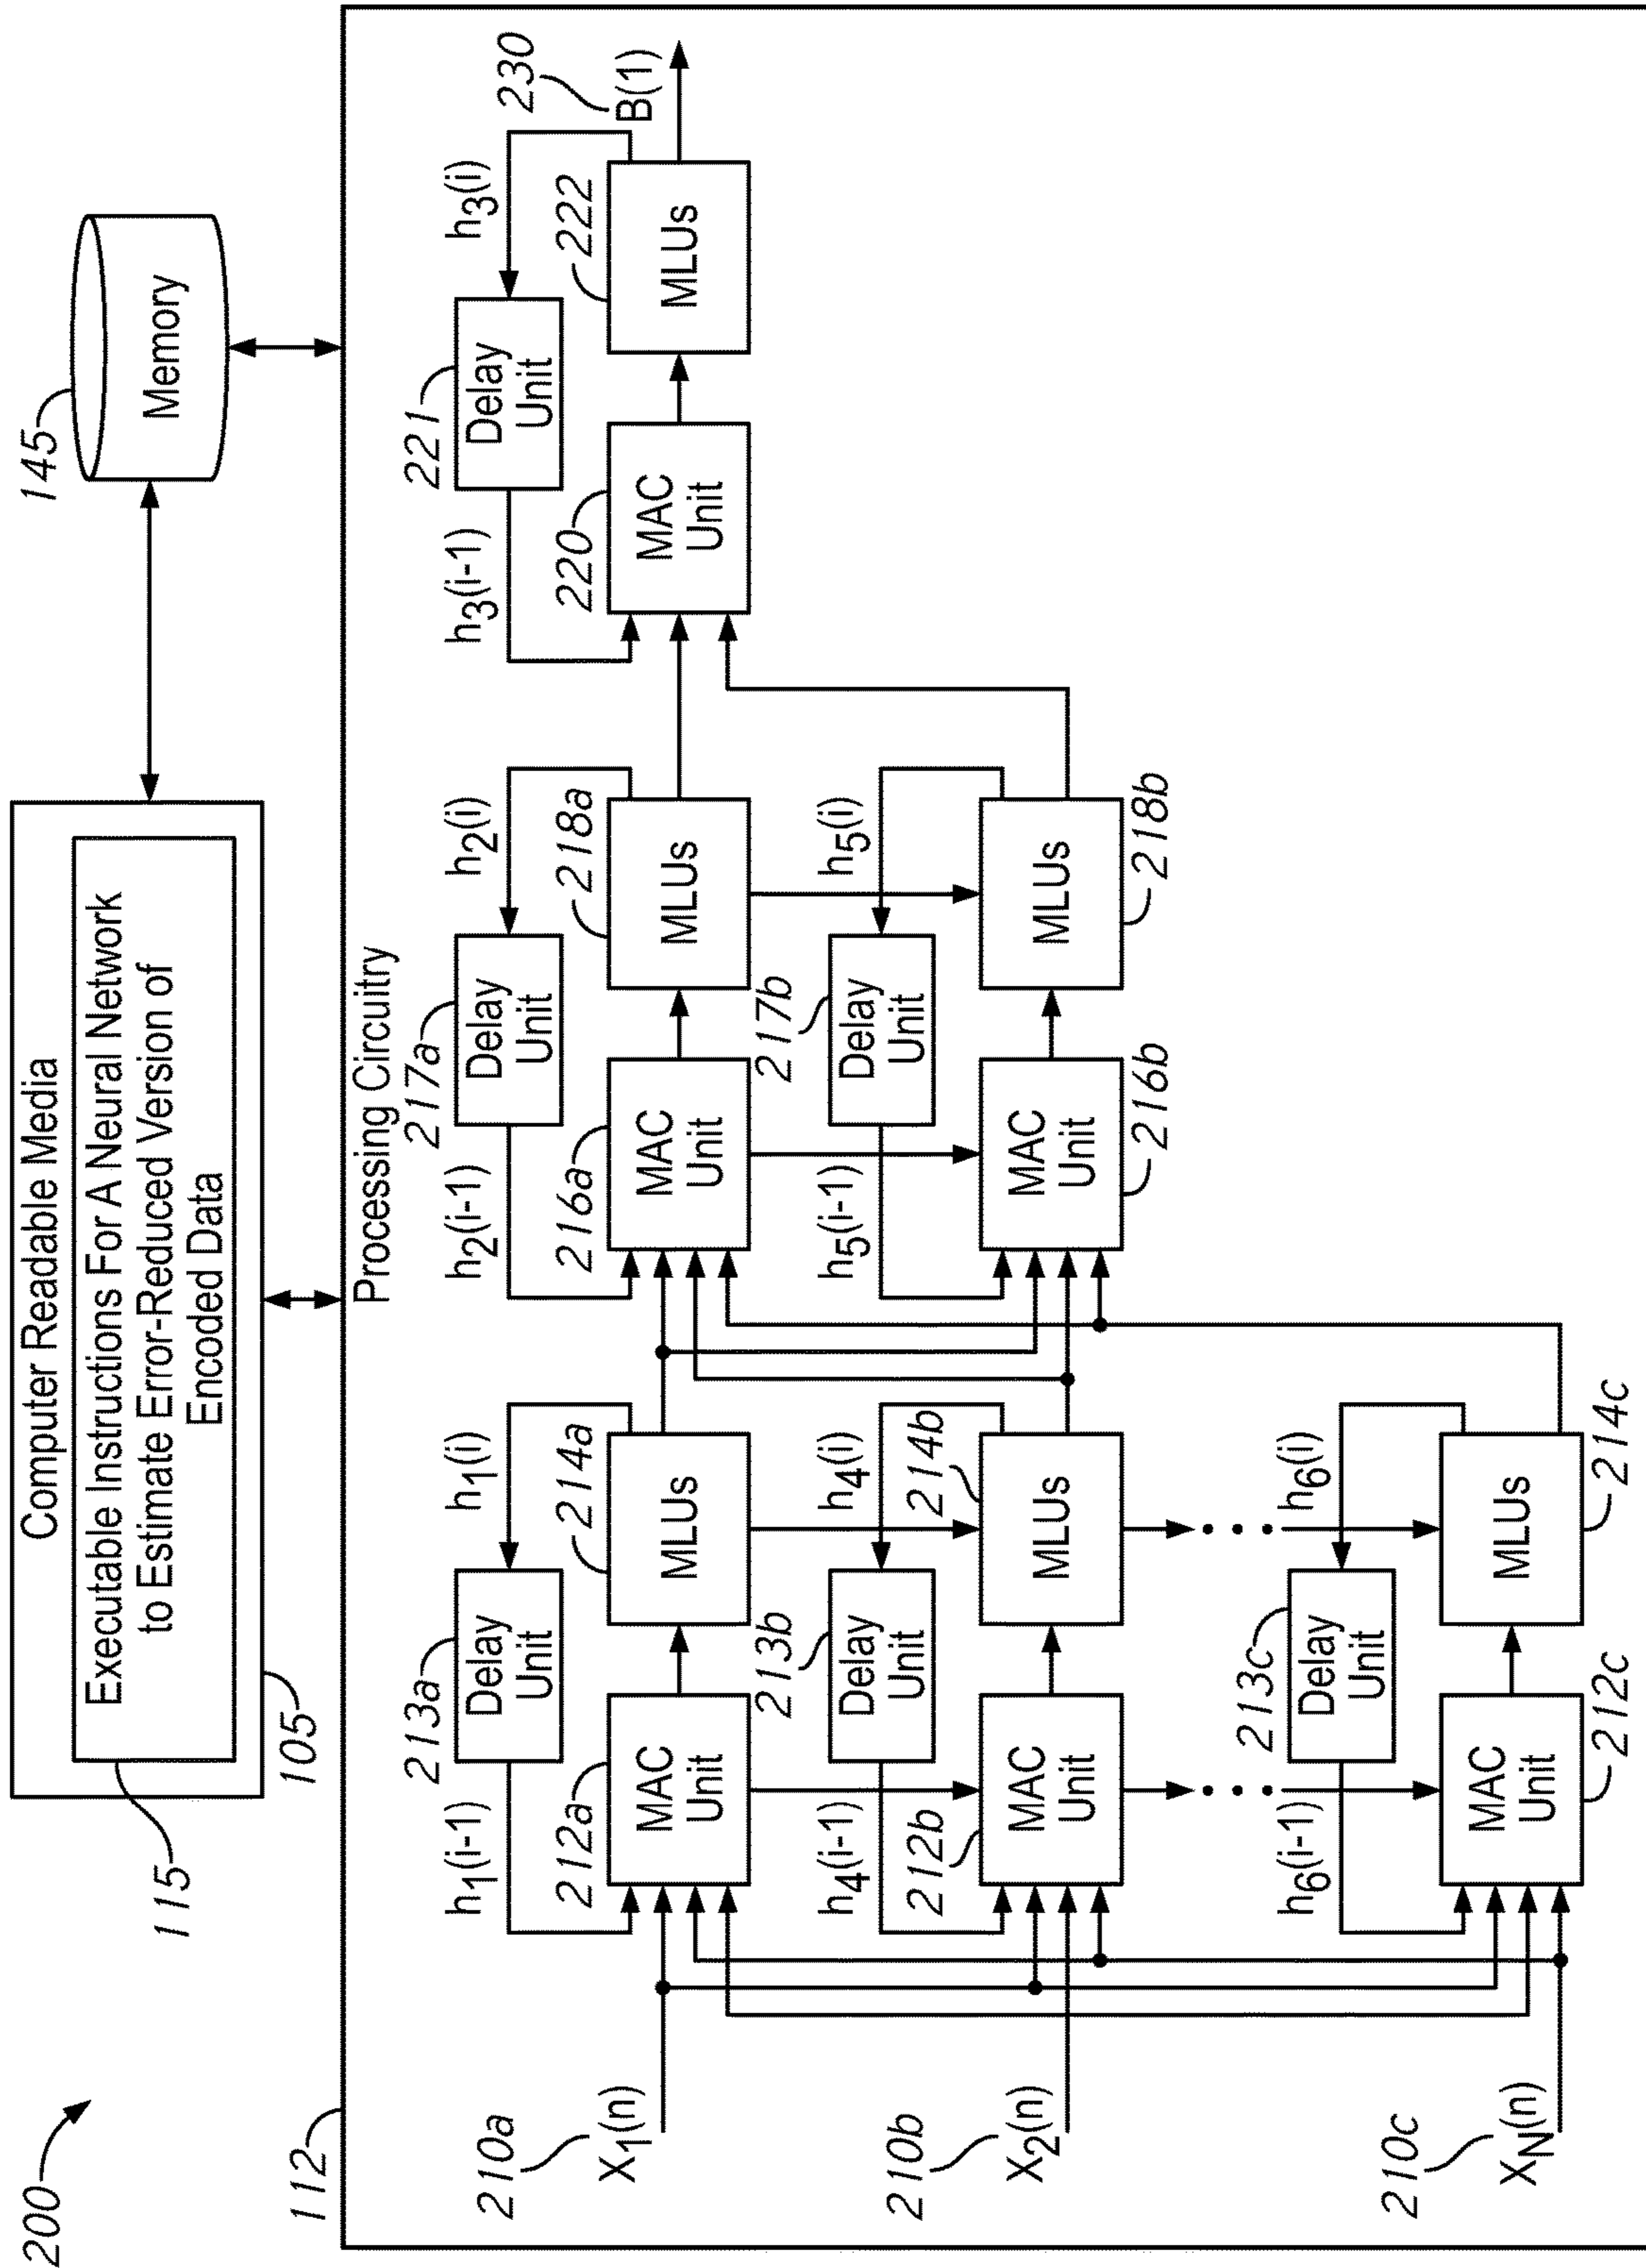 200
Computer Readable Media
Executable Instructions For A Neural Network
to Estimate Error-Reduced Version of
Encoded Data
115
105
145
Memory
112
Processing Circuitry
h1(i-1)
213a
Delay
Unit
h1(i)
h2(i-1)
217a
Delay
Unit
h2(i)
h3(i-1)
221
Delay
Unit
h3(i)
230
B(1)
210a
X1(n)
212a
MAC
Unit
214a
MLUs
216a
MAC
Unit
218a
MLUs
220
MAC
Unit
222
MLUs
h4(i-1)
213b
Delay
Unit
h4(i)
h5(i-1)
217b
Delay
Unit
h5(i)
210b
X2(n)
212b
MAC
Unit
214b
MLUs
216b
MAC
Unit
218b
MLUs
h6(i-1)
213c
Delay
Unit
h6(i)
210c
XN(n)
212c
MAC
Unit
214c
MLUs